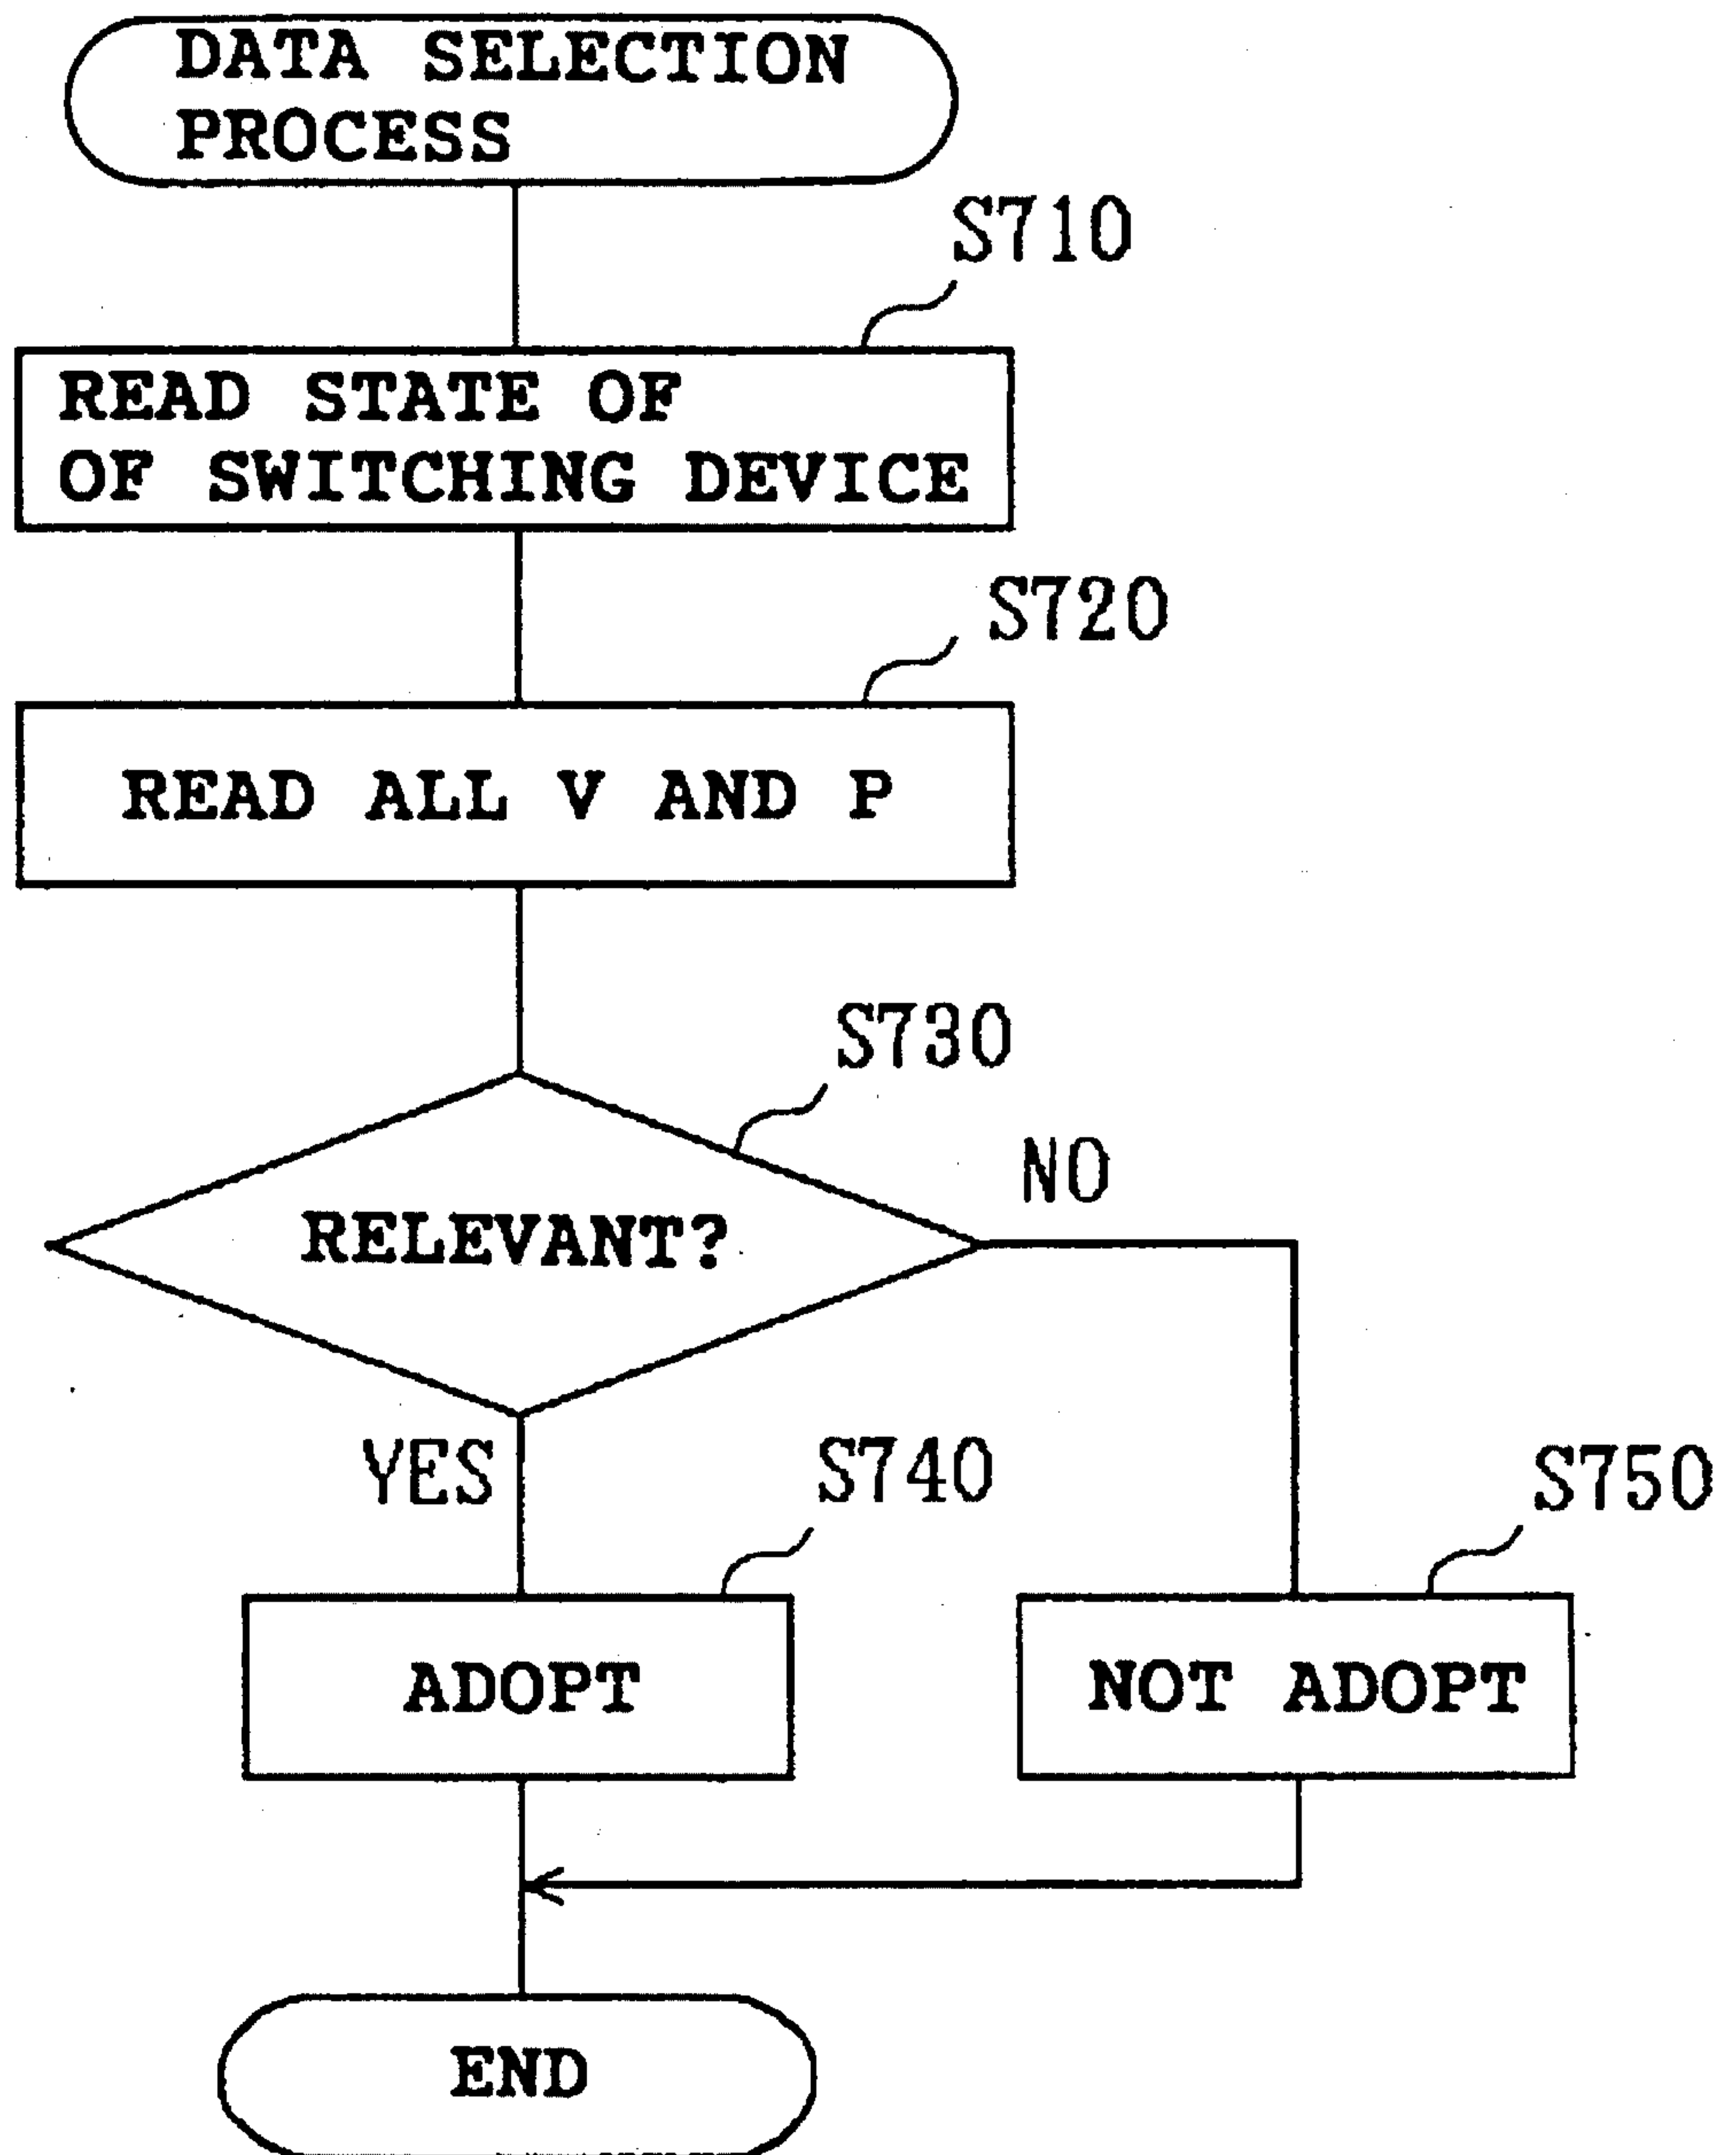 DATA SELECTION
PROCESS
S710
READ STATE OF
OF SWITCHING DEVICE
S720
READ ALL V AND P
S730
RELEVANT?
NO
YES
S740
S750
ADOPT
NOT ADOPT
END